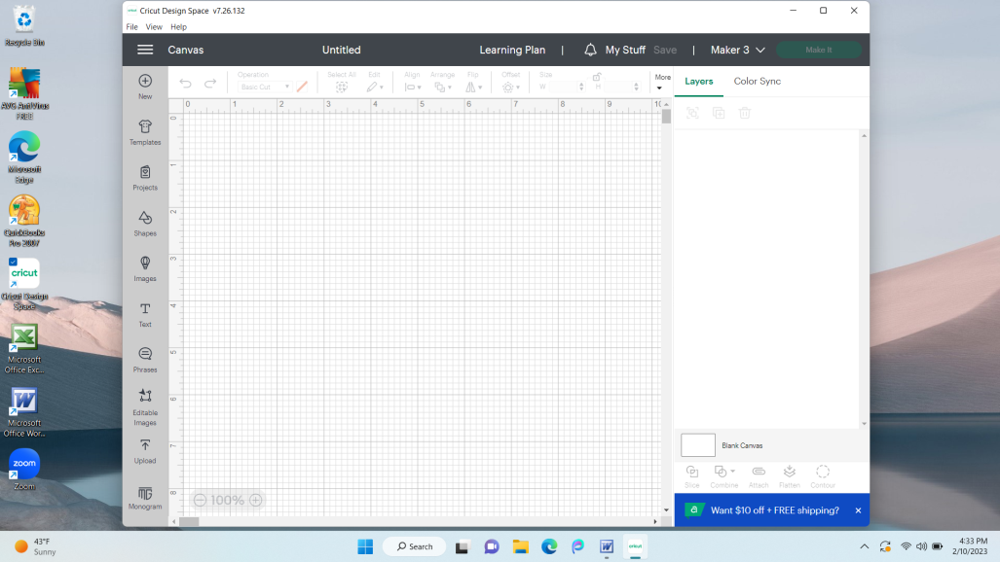 Recycle Bin
AVG AntiVirus
FREE
Microsoft
Edge
QuickBooks
Pro 2007
cricut
Cricut Design
Space
Microsoft
Office Exc...
Microsoft
Office Wor...
zoom
Zoom
cricut
Cricut Design Space v7.26.132
File View Help
Canvas
Untitled
Learning Plan | My Stuff Save | Maker 3 Make It
New
Templates
Projects
Shapes
Images
Text
Phrases
Editable
Images
Upload
Monogram
Operation
Basic Cut
Select All
Edit
Align
Arrange
Flip
Offset
Size
W
H
More
0 1 2 3 4 5 6 7 8 9 10
0
1
2
3
4
5
6
7
8
100%
Layers Color Sync
Blank Canvas
Slice Combine Attach Flatten Contour
Want $10 off + FREE shipping?
43°F
Sunny
Search
cricut
4:33 PM
2/10/2023